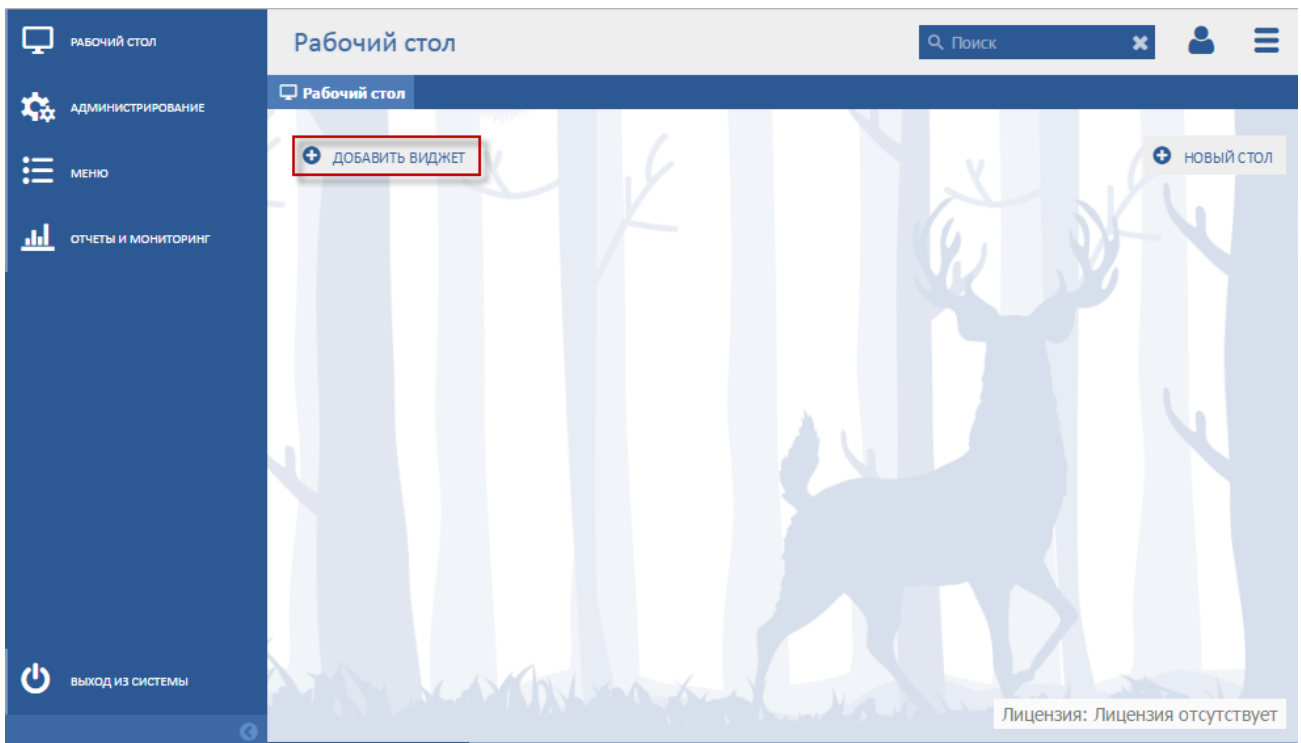 РАБОЧИЙ СТОЛ
АДМИНИСТРИРОВАНИЕ
МЕНЮ
ОТЧЕТЫ И МОНИТОРИНГ
ВЫХОД ИЗ СИСТЕМЫ
Рабочий стол
Поиск
Рабочий стол
ДОБАВИТЬ ВИДЖЕТ
НОВЫЙ СТОЛ
Лицензия: Лицензия отсутствует